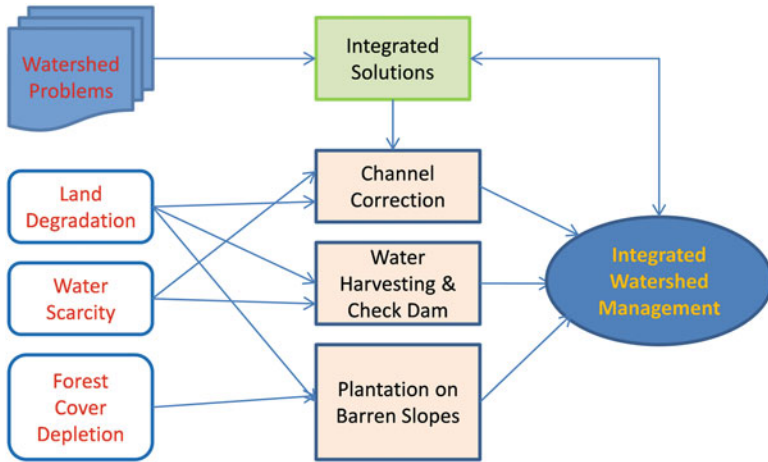 Watershed
Problems
Integrated
Solutions
Land
Degradation
Channel
Correction
Water
Scarcity
Water
Harvesting &
Check Dam
Integrated
Watershed
Management
Forest
Cover
Depletion
Plantation on
Barren Slopes